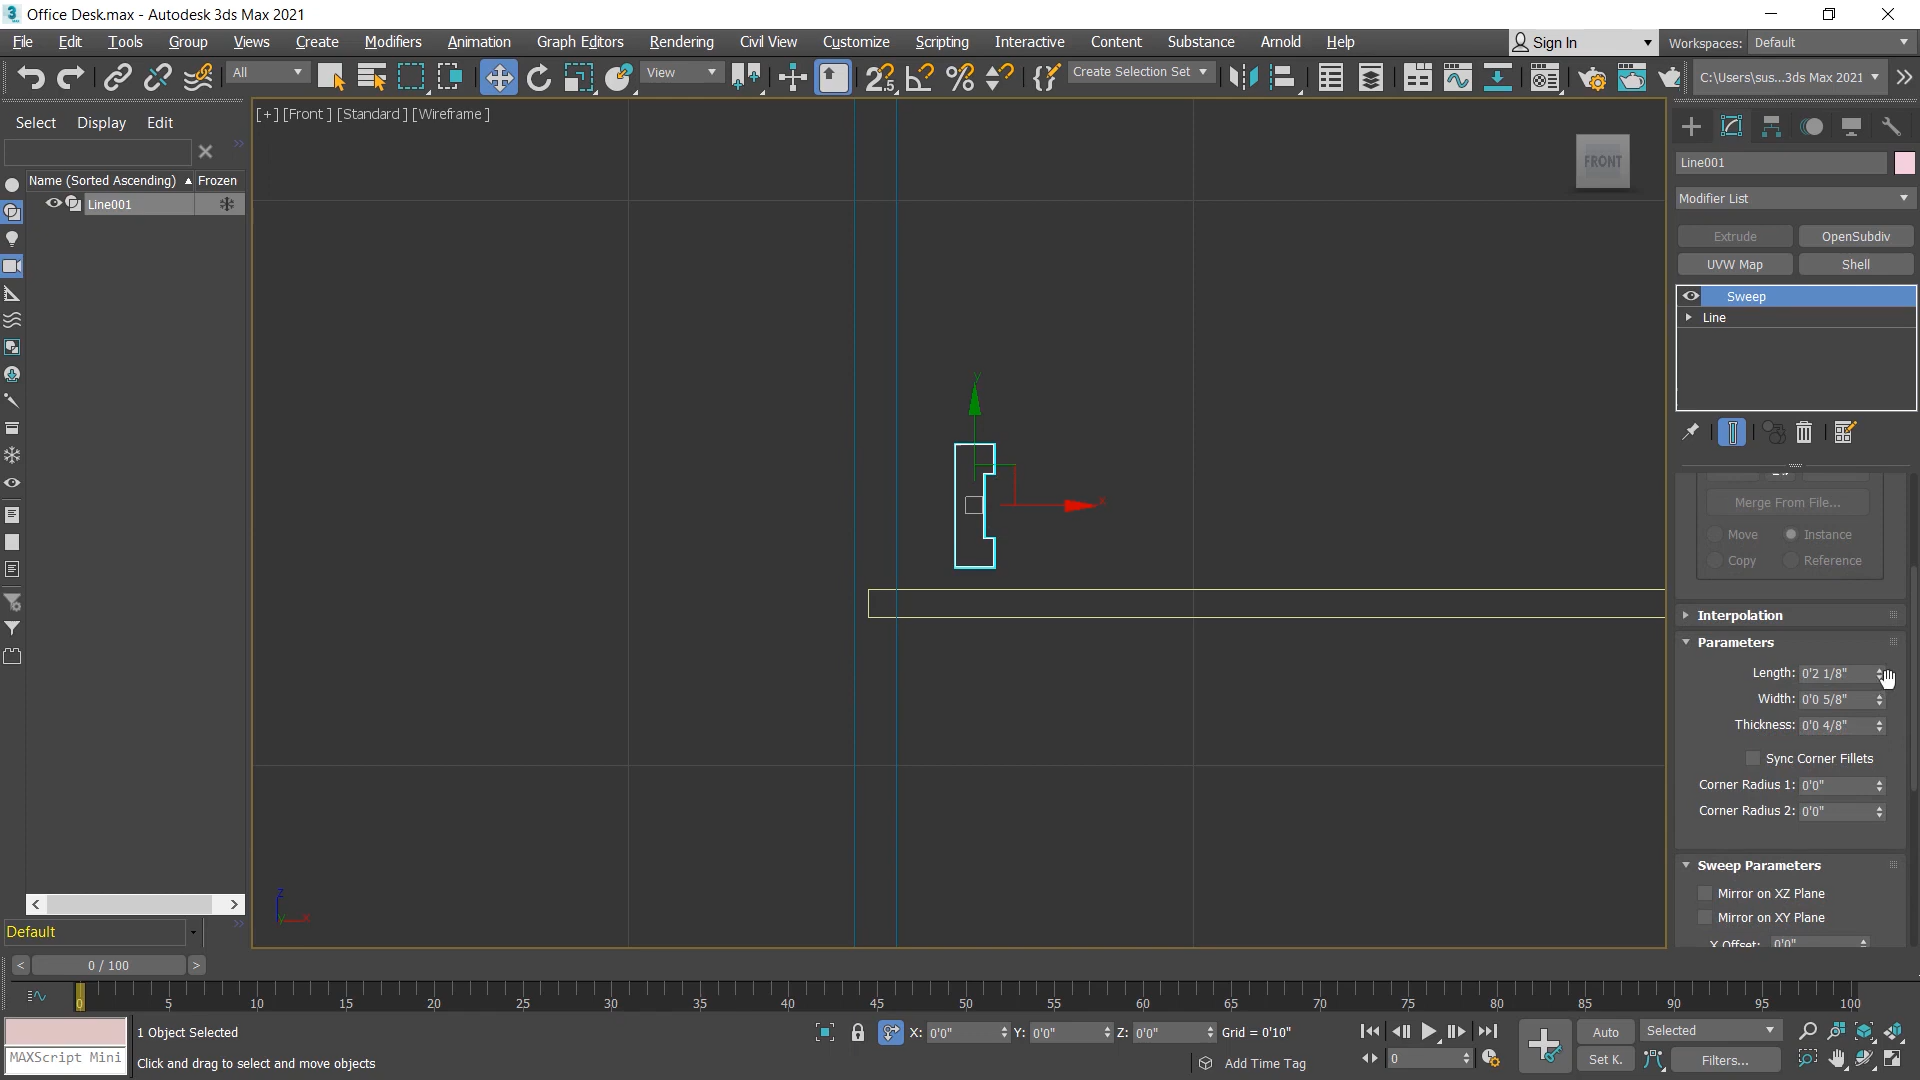 3 Office Desk.max - Autodesk 3ds Max 2021
File Edit Tools Group Views Create Modifiers Animation Graph Editors Rendering Civil View Customize Scripting Interactive Content Substance Arnold Help Sign In Workspaces: Default
All View Create Selection Set C:\Users\sus...3ds Max 2021
[+] [Front ] [Standard ] [Wireframe ]
Select Display Edit
FRONT
Line001
Name (Sorted Ascending) Frozen
Line001
Modifier List
Extrude OpenSubdiv
UVW Map Shell
Sweep
Line
y
x
Merge From File...
Move Instance
Copy Reference
Interpolation
Parameters
Length: 0'2 1/8"
Width: 0'0 5/8"
Thickness: 0'0 4/8"
Sync Corner Fillets
Corner Radius 1: 0'0"
Corner Radius 2: 0'0"
Sweep Parameters
Mirror on XZ Plane
Mirror on XY Plane
X Offset: 0'0"
z
y x
Default
< 0 / 100 >
0 5 10 15 20 25 30 35 40 45 50 55 60 65 70 75 80 85 90 95 100
1 Object Selected X: 0'0" Y: 0'0" Z: 0'0" Grid = 0'10" Auto Selected
MAXScript Mini Click and drag to select and move objects Add Time Tag 0 Set K. Filters...